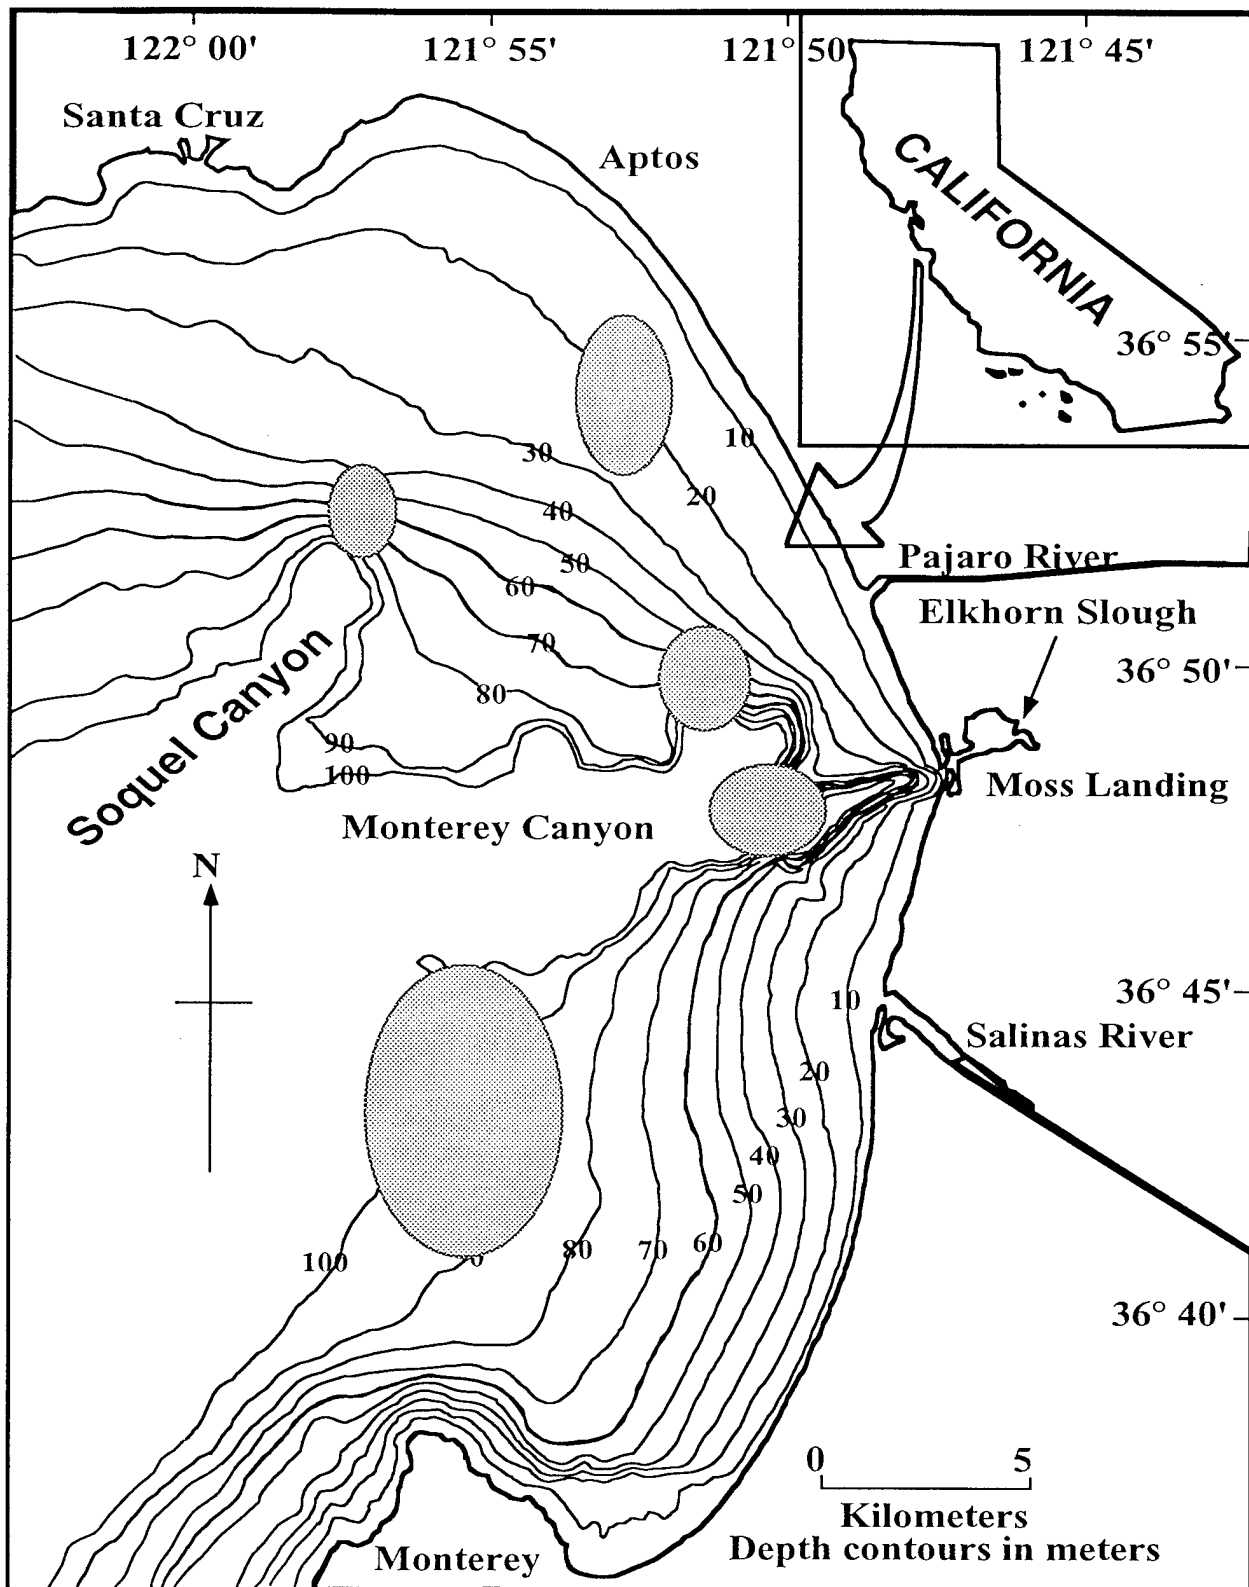 122° 00'
121° 55'
121° 50'
121° 45'
Santa Cruz
Aptos
CALIFORNIA
36° 55'
10
30
20
40
50
Pajaro River
60
Elkhorn Slough
70
36° 50'
80
Soquel Canyon
90
100
Moss Landing
Monterey Canyon
N
10
36° 45'
Salinas River
20
30
40
50
60
70
80
100
36° 40'
0
5
Kilometers
Depth contours in meters
Monterey